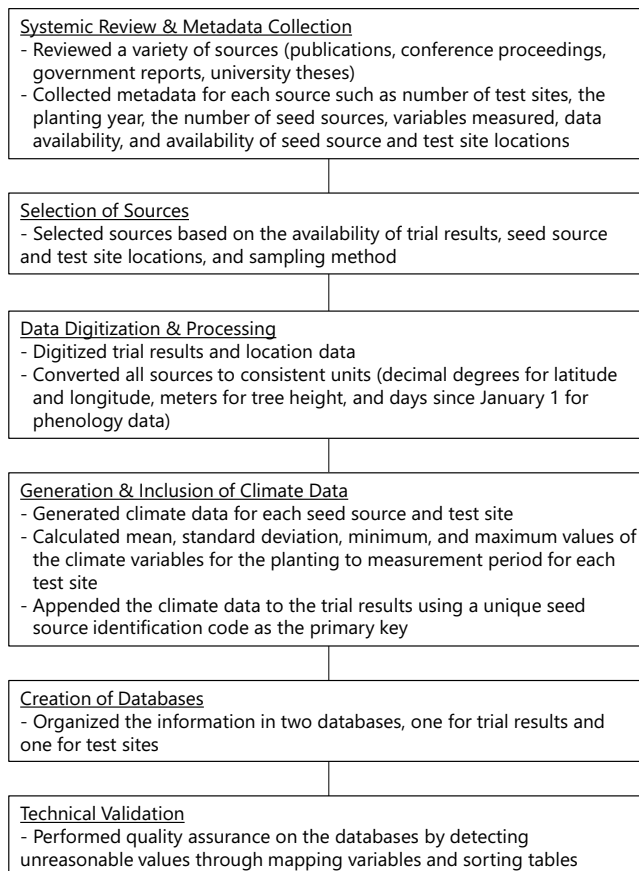 Systemic Review & Metadata Collection
- Reviewed a variety of sources (publications, conference proceedings,
government reports, university theses)
- Collected metadata for each source such as number of test sites, the
planting year, the number of seed sources, variables measured, data
availability, and availability of seed source and test site locations
Selection of Sources
- Selected sources based on the availability of trial results, seed source
and test site locations, and sampling method
Data Digitization & Processing
- Digitized trial results and location data
- Converted all sources to consistent units (decimal degrees for latitude
and longitude, meters for tree height, and days since January 1 for
phenology data)
Generation & Inclusion of Climate Data
- Generated climate data for each seed source and test site
- Calculated mean, standard deviation, minimum, and maximum values of
the climate variables for the planting to measurement period for each
test site
- Appended the climate data to the trial results using a unique seed
source identification code as the primary key
Creation of Databases
- Organized the information in two databases, one for trial results and
one for test sites
Technical Validation
- Performed quality assurance on the databases by detecting
unreasonable values through mapping variables and sorting tables